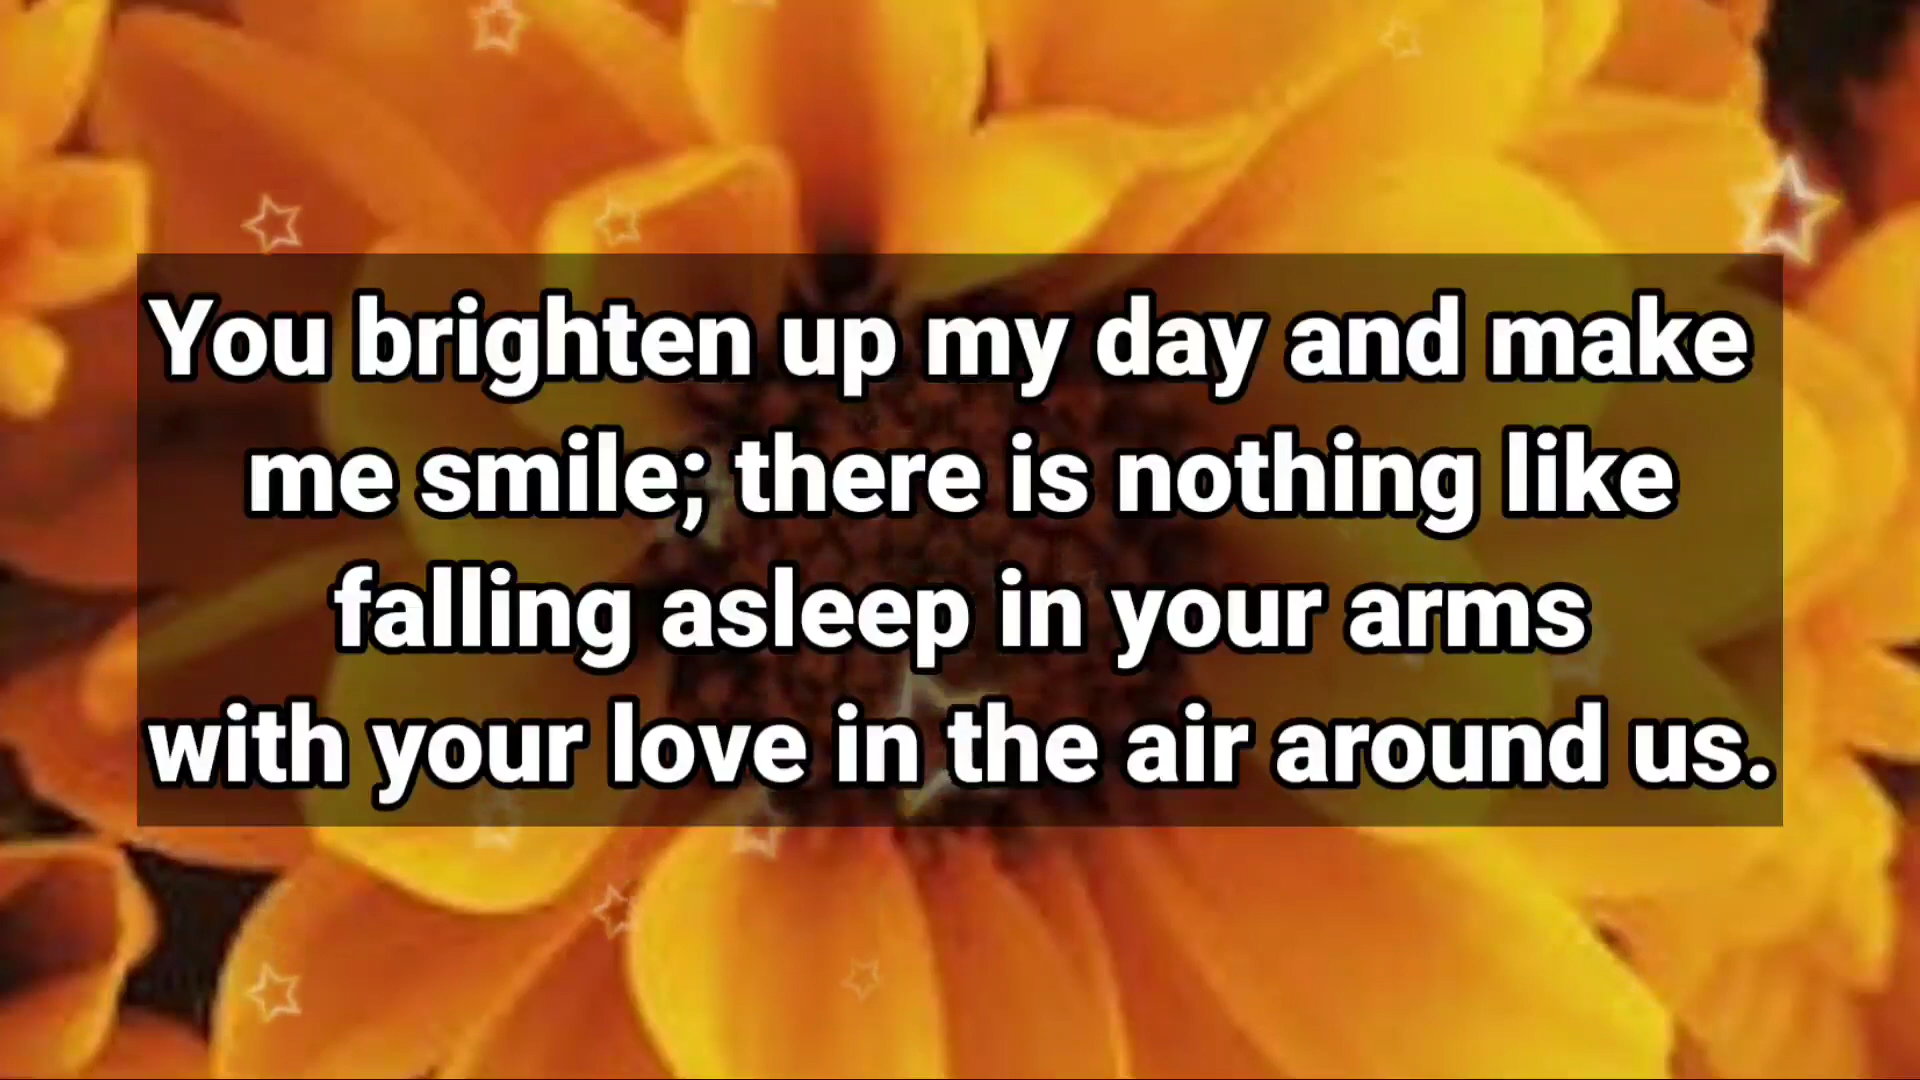 You brighten up my day and make
me smile; there is nothing like
falling asleep in your arms
with your love in the air around us.